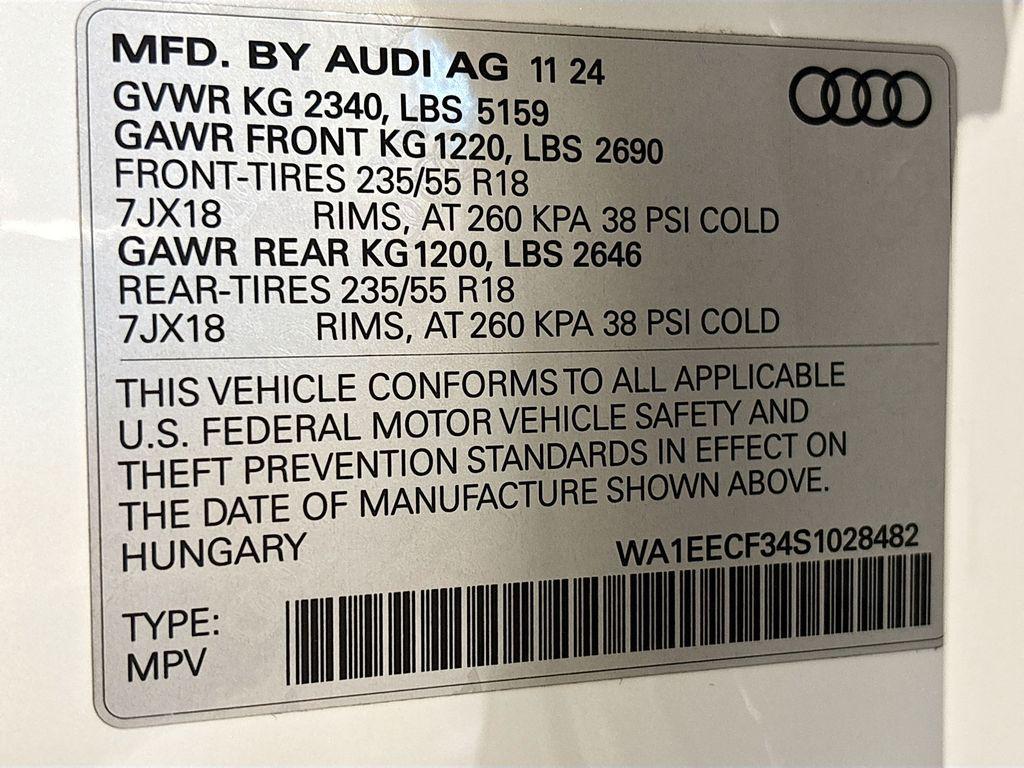 MFD. BY AUDI AG 11 24
GVWR KG 2340, LBS 5159
GAWR FRONT KG 1220, LBS 2690
FRONT-TIRES 235/55 R18
7JX18 RIMS, AT 260 KPA 38 PSI COLD
GAWR REAR KG 1200, LBS 2646
REAR-TIRES 235/55 R18
7JX18 RIMS, AT 260 KPA 38 PSI COLD
THIS VEHICLE CONFORMS TO ALL APPLICABLE
U.S. FEDERAL MOTOR VEHICLE SAFETY AND
THEFT PREVENTION STANDARDS IN EFFECT ON
THE DATE OF MANUFACTURE SHOWN ABOVE.
HUNGARY WA1EECF34S1028482
TYPE:
MPV